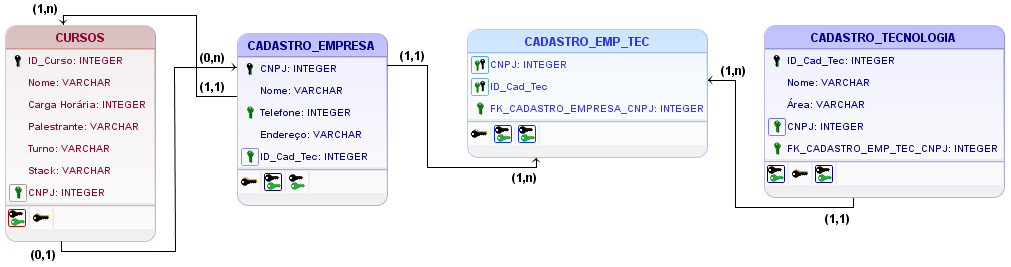 (1,n)
CURSOS
ID_Curso: INTEGER
Nome: VARCHAR
Carga Horária: INTEGER
Palestrante: VARCHAR
Turno: VARCHAR
Stack: VARCHAR
CNPJ: INTEGER
(0,1)
(0,n)
(1,1)
CADASTRO_EMPRESA
CNPJ: INTEGER
Nome: VARCHAR
Telefone: INTEGER
Endereço: VARCHAR
ID_Cad_Tec: INTEGER
(1,1)
(1,n)
CADASTRO_EMP_TEC
CNPJ: INTEGER
ID_Cad_Tec
FK_CADASTRO_EMPRESA_CNPJ: INTEGER
(1,n)
CADASTRO_TECNOLOGIA
ID_Cad_Tec: INTEGER
Nome: VARCHAR
Área: VARCHAR
CNPJ: INTEGER
FK_CADASTRO_EMP_TEC_CNPJ: INTEGER
(1,1)